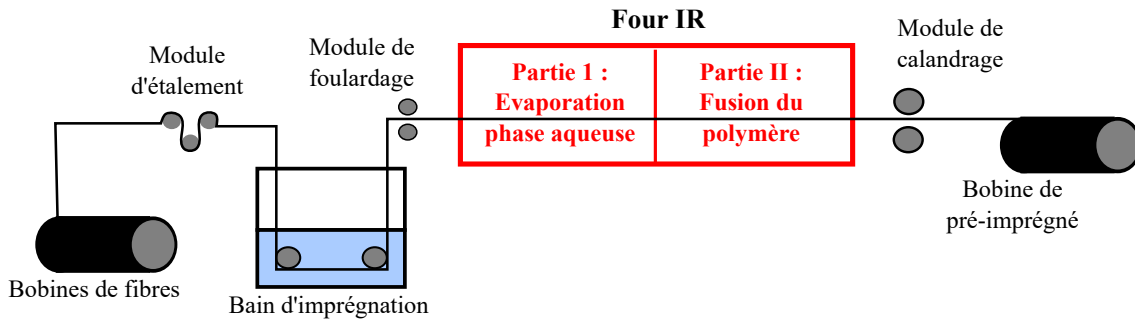 Four IR
Module
d'étalement
Module de
foulardage
Partie 1 :
Evaporation
phase aqueuse
Partie II :
Fusion du
polymère
Module de
calandrage
Bobines de fibres
Bain d'imprégnation
Bobine de
pré-imprégné